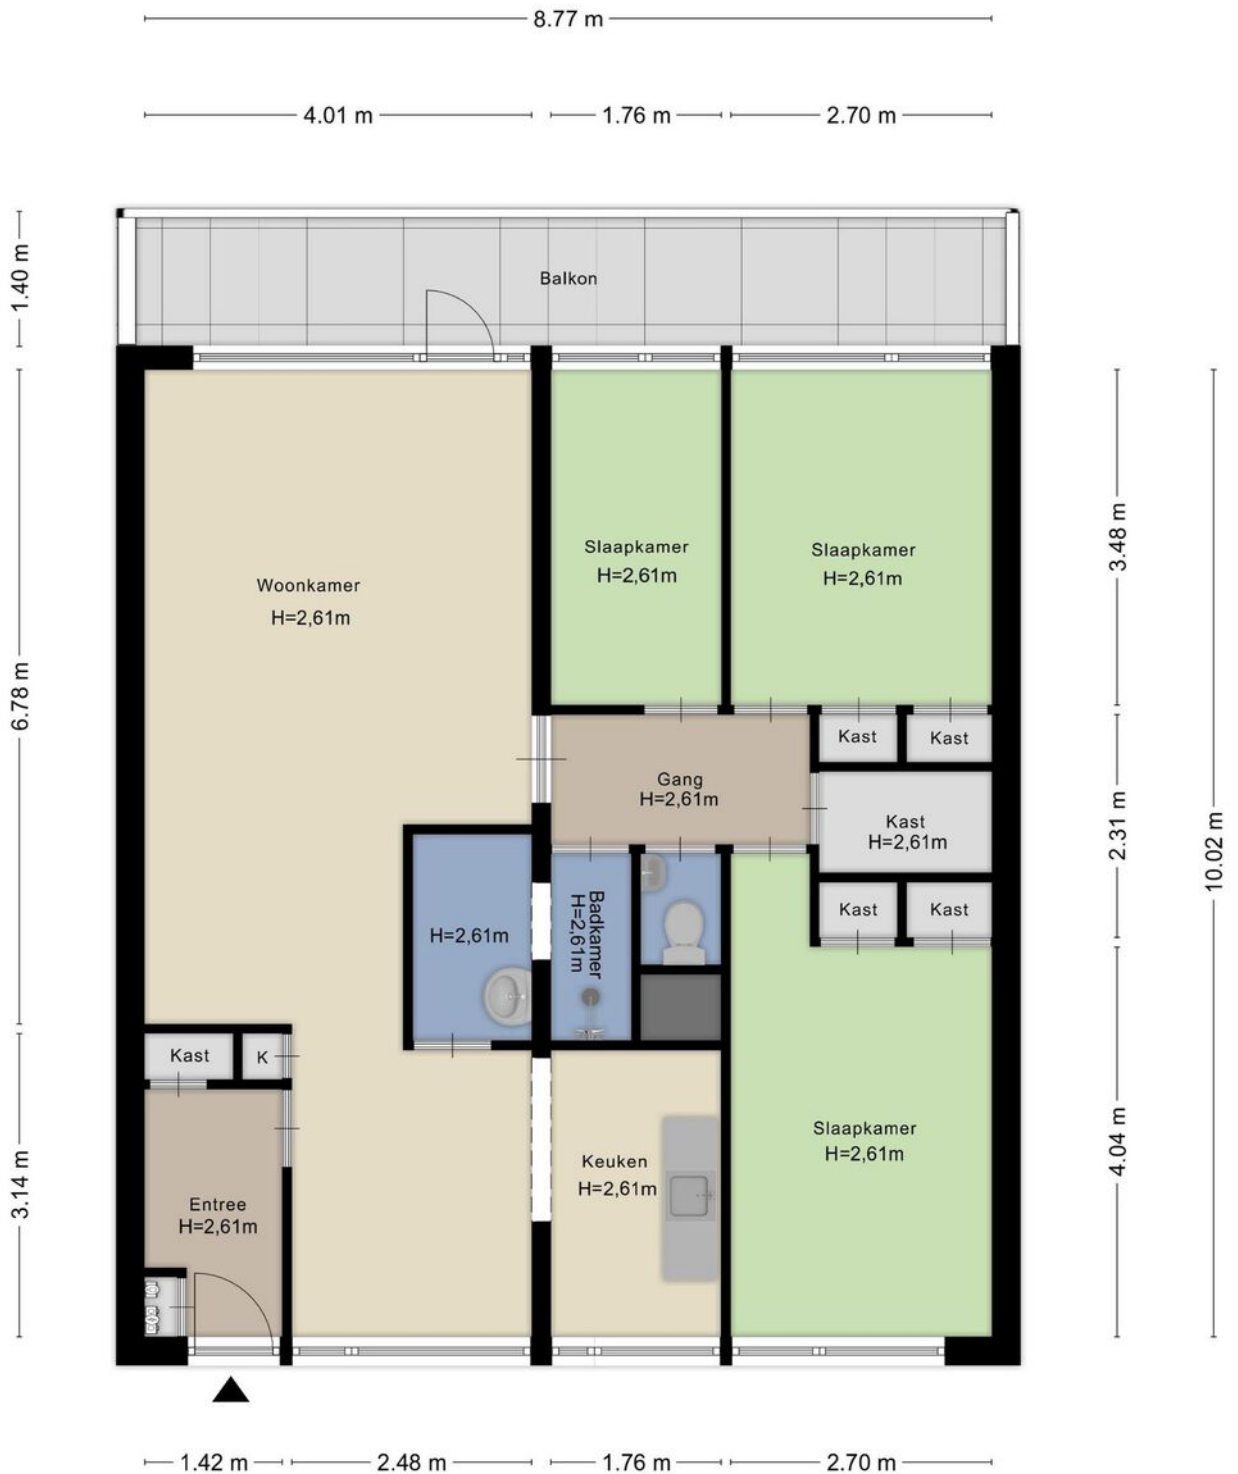 8.77 m
4.01 m
1.76 m
2.70 m
1.40 m
Balkon
6.78 m
3.14 m
Woonkamer
H=2,61m
Slaapkamer
H=2,61m
Slaapkamer
H=2,61m
3.48 m
2.31 m
4.04 m
10.02 m
Kast
Kast
Gang
H=2,61m
Kast
H=2,61m
Kast
Kast
H=2,61m
Badkamer
H=2,61m
Kast
K
Slaapkamer
H=2,61m
Keuken
H=2,61m
Entree
H=2,61m
1.42 m
2.48 m
1.76 m
2.70 m